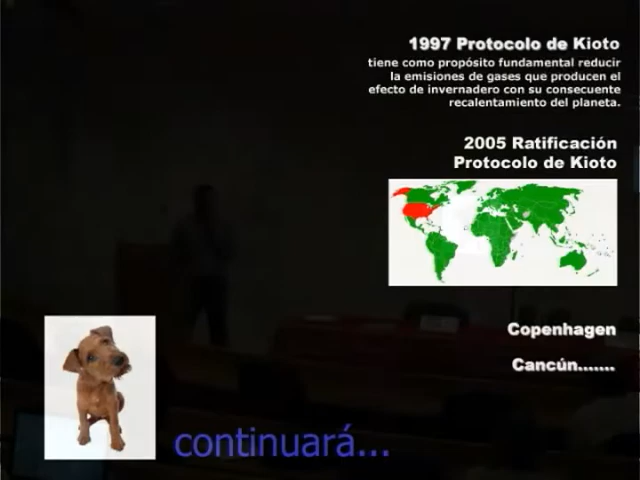 1997 Protocolo de Kioto
tiene como propósito fundamental reducir
la emisiones de gases que producen el
efecto de invernadero con su consecuente
recalentamiento del planeta.
2005 Ratificación
Protocolo de Kioto
Copenhagen
Cancún.......
continuará...